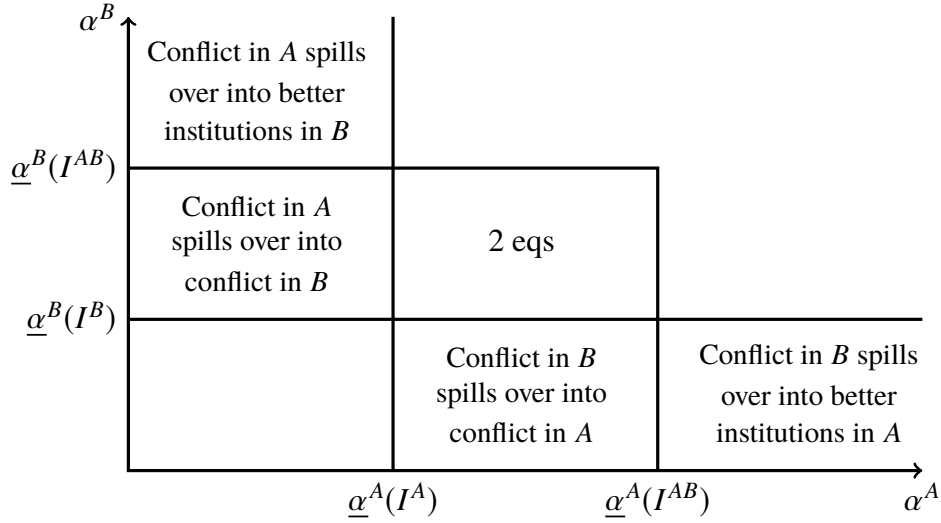 α^B
Conflict in A spills
over into better
institutions in B
α̲^B(I^{AB})
Conflict in A
spills over into
conflict in B
2 eqs
α̲^B(I^B)
Conflict in B
spills over into
conflict in A
Conflict in B spills
over into better
institutions in A
α̲^A(I^A)
α̲^A(I^{AB})
α^A